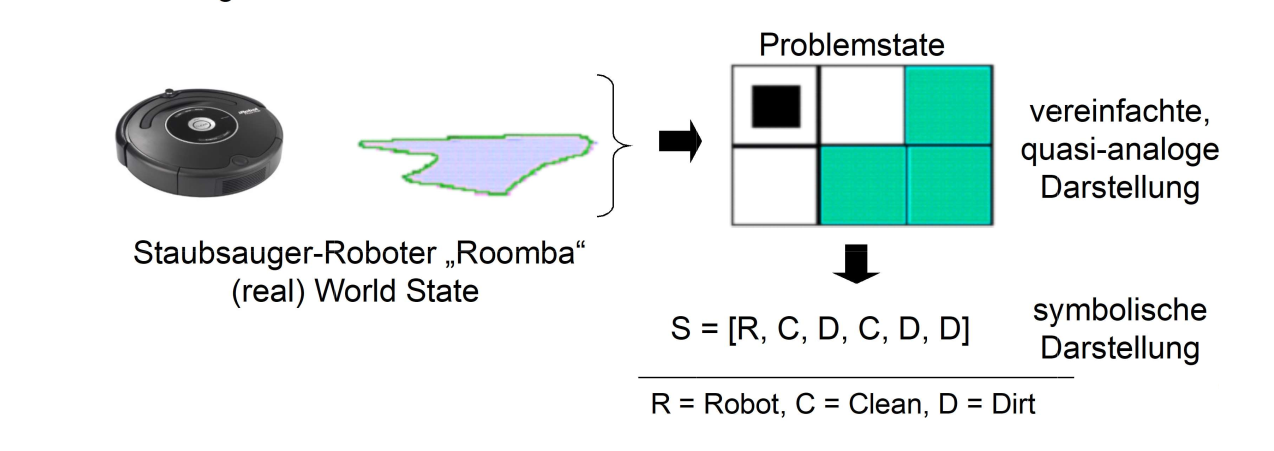 Problemstate
vereinfachte,
quasi-analoge
Darstellung
Staubsauger-Roboter „Roomba“
(real) World State
S = [R, C, D, C, D, D]
symbolische
Darstellung
R = Robot, C = Clean, D = Dirt